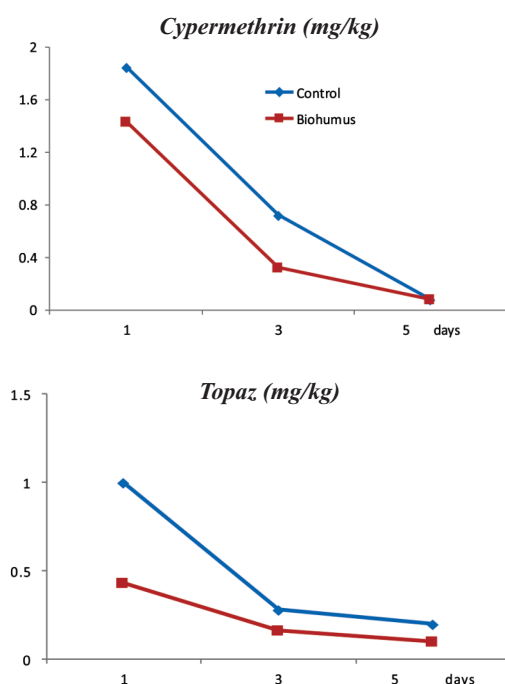 Cypermethrin (mg/kg)
2
1.6
1.2
0.8
0.4
0
Control
Biohumus
1 3 5 days
Topaz (mg/kg)
1.5
1
0.5
0
1 3 5 days